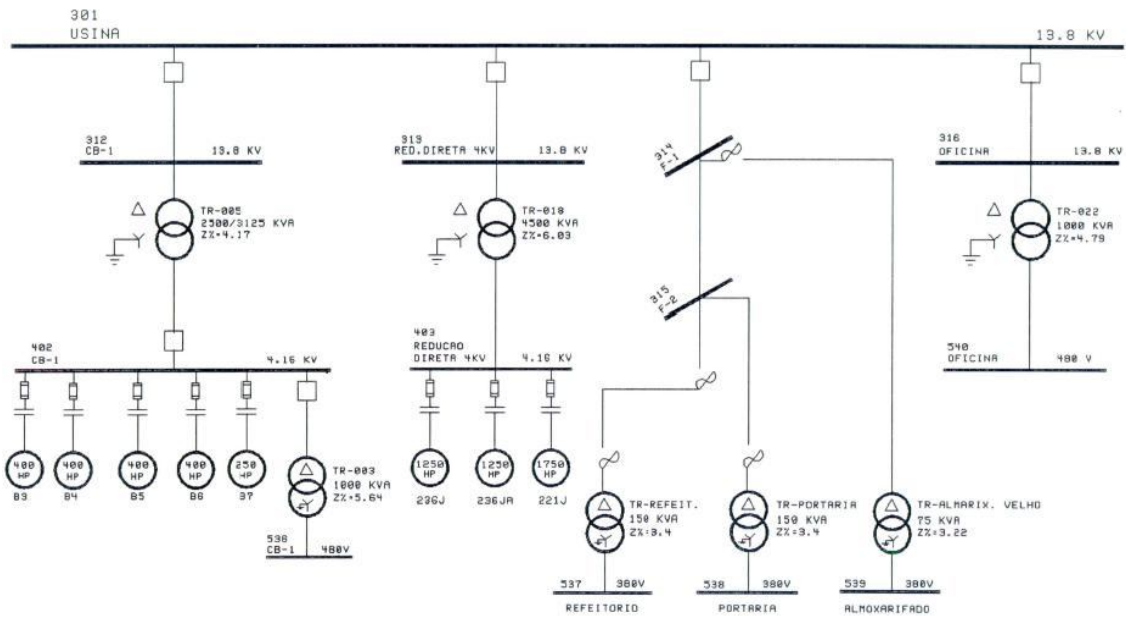 301
USINA
13.8 KV
312
CB-1
13.8 KV
TR-005
2500/3125 KVA
Z%=4.17
402
CB-1
4.16 KV
400
HP
B3
400
HP
B4
400
HP
B5
400
HP
B6
250
HP
37
TR-003
1000 KVA
Z%=5.64
536
CB-1
480V
313
RED.DIRETA 4KV
13.8 KV
TR-018
4500 KVA
Z%=6.03
403
REDUCAO
DIRETA 4KV
4.16 KV
1250
HP
236J
1250
HP
236JA
1750
HP
221J
314
F-1
315
F-2
TR-REFEIT.
150 KVA
Z%=3.4
537
380V
REFEITORIO
TR-PORTARIA
150 KVA
Z%=3.4
538
380V
PORTARIA
TR-ALMARIX. VELHO
75 KVA
Z%=3.22
539
380V
ALMOXARIFADO
316
OFICINA
13.8 KV
TR-022
1000 KVA
Z%=4.79
540
OFICINA
480 V